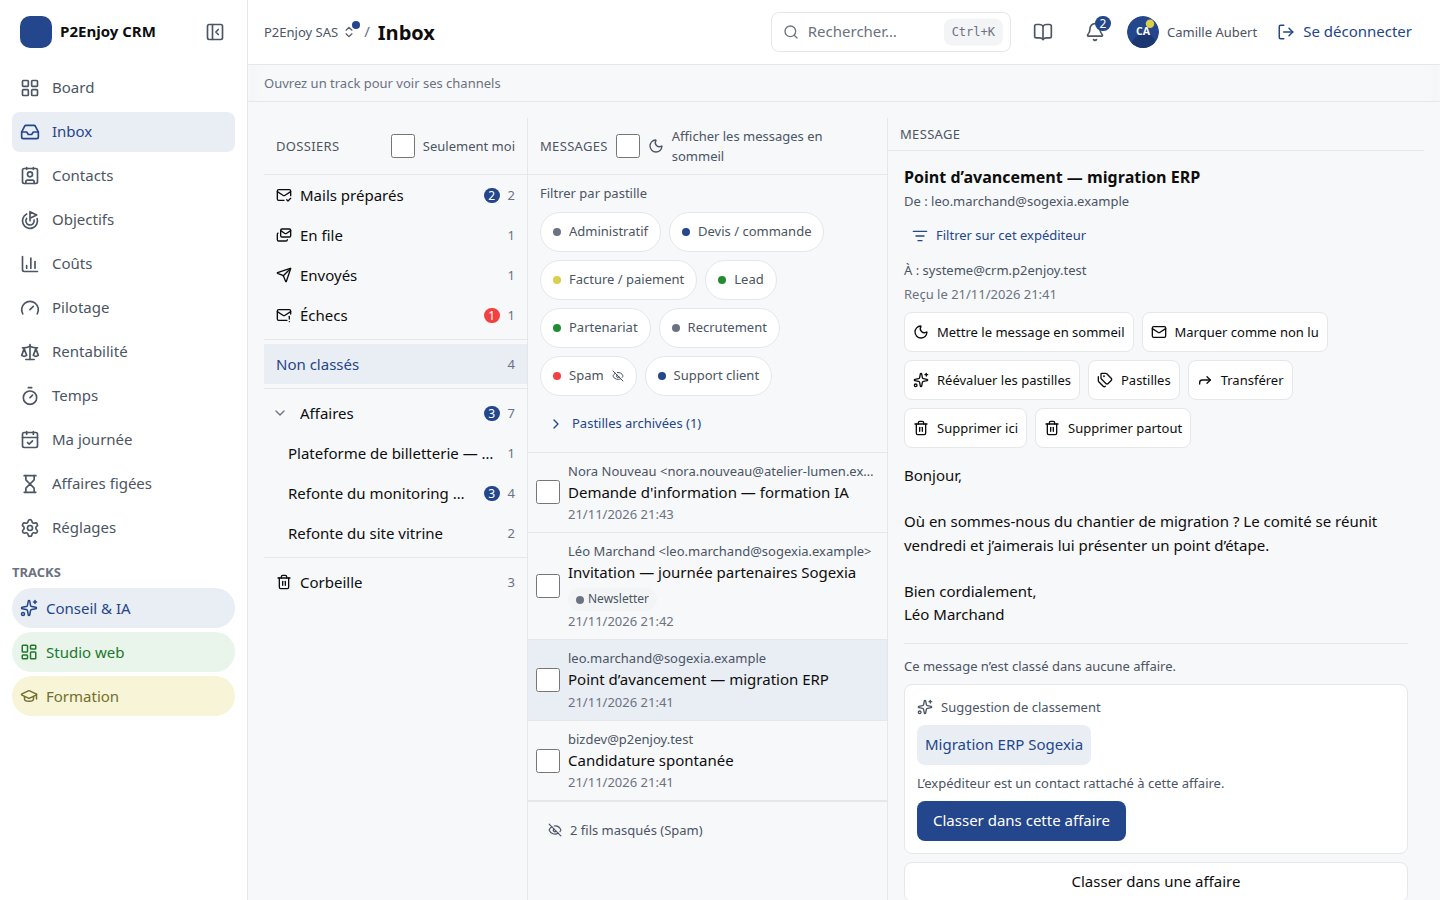 P2Enjoy CRM
Board
Inbox
Contacts
Objectifs
Coûts
Pilotage
Rentabilité
Temps
Ma journée
Affaires figées
Réglages
TRACKS
Conseil & IA
Studio web
Formation
P2Enjoy SAS / Inbox
Rechercher... Ctrl+K
2
CA Camille Aubert
Se déconnecter
Ouvrez un track pour voir ses channels
DOSSIERS Seulement moi
Mails préparés 2 2
En file 1
Envoyés 1
Échecs 1 1
Non classés 4
Affaires 3 7
Plateforme de billetterie — ... 1
Refonte du monitoring ... 3 4
Refonte du site vitrine 2
Corbeille 3
MESSAGES Afficher les messages en
sommeil
Filtrer par pastille
Administratif Devis / commande
Facture / paiement Lead
Partenariat Recrutement
Spam Support client
Pastilles archivées (1)
Nora Nouveau <nora.nouveau@atelier-lumen.ex...
Demande d'information — formation IA
21/11/2026 21:43
Léo Marchand <leo.marchand@sogexia.example>
Invitation — journée partenaires Sogexia
Newsletter
21/11/2026 21:42
leo.marchand@sogexia.example
Point d’avancement — migration ERP
21/11/2026 21:41
bizdev@p2enjoy.test
Candidature spontanée
21/11/2026 21:41
2 fils masqués (Spam)
MESSAGE
Point d’avancement — migration ERP
De : leo.marchand@sogexia.example
Filtrer sur cet expéditeur
À : systeme@crm.p2enjoy.test
Reçu le 21/11/2026 21:41
Mettre le message en sommeil Marquer comme non lu
Réévaluer les pastilles Pastilles Transférer
Supprimer ici Supprimer partout
Bonjour,
Où en sommes-nous du chantier de migration ? Le comité se réunit
vendredi et j’aimerais lui présenter un point d’étape.
Bien cordialement,
Léo Marchand
Ce message n’est classé dans aucune affaire.
Suggestion de classement
Migration ERP Sogexia
L’expéditeur est un contact rattaché à cette affaire.
Classer dans cette affaire
Classer dans une affaire